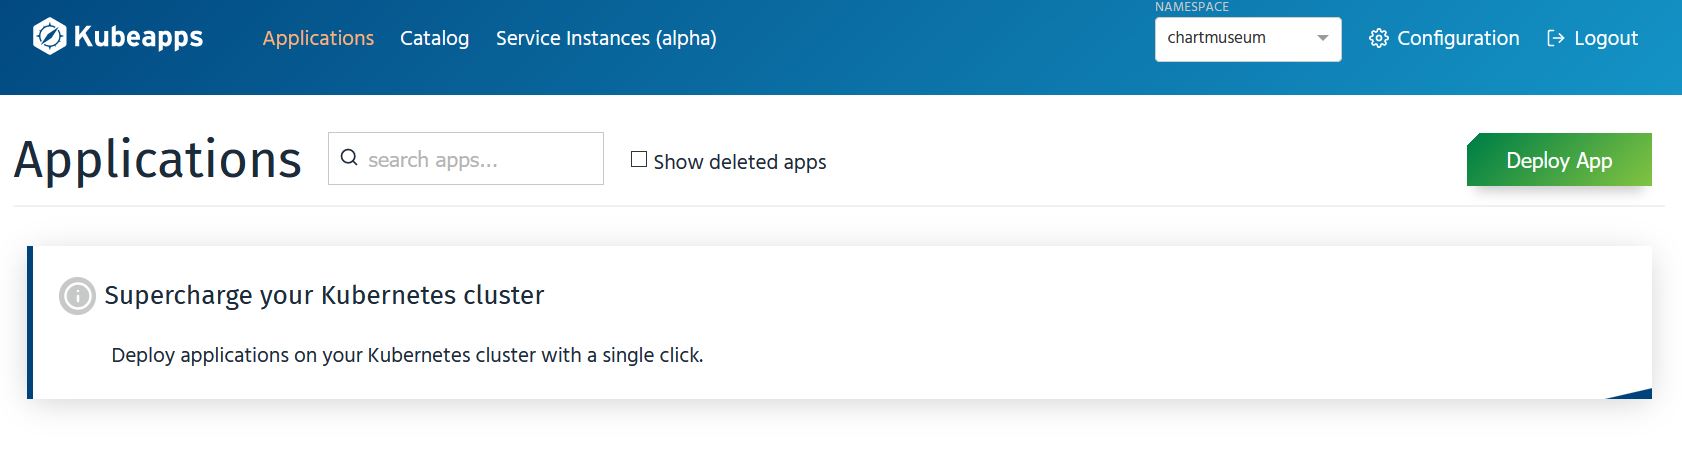 NAMESPACE
Kubeapps Applications Catalog Service Instances (alpha) chartmuseum Configuration Logout
Applications search apps... Show deleted apps Deploy App
Supercharge your Kubernetes cluster
Deploy applications on your Kubernetes cluster with a single click.